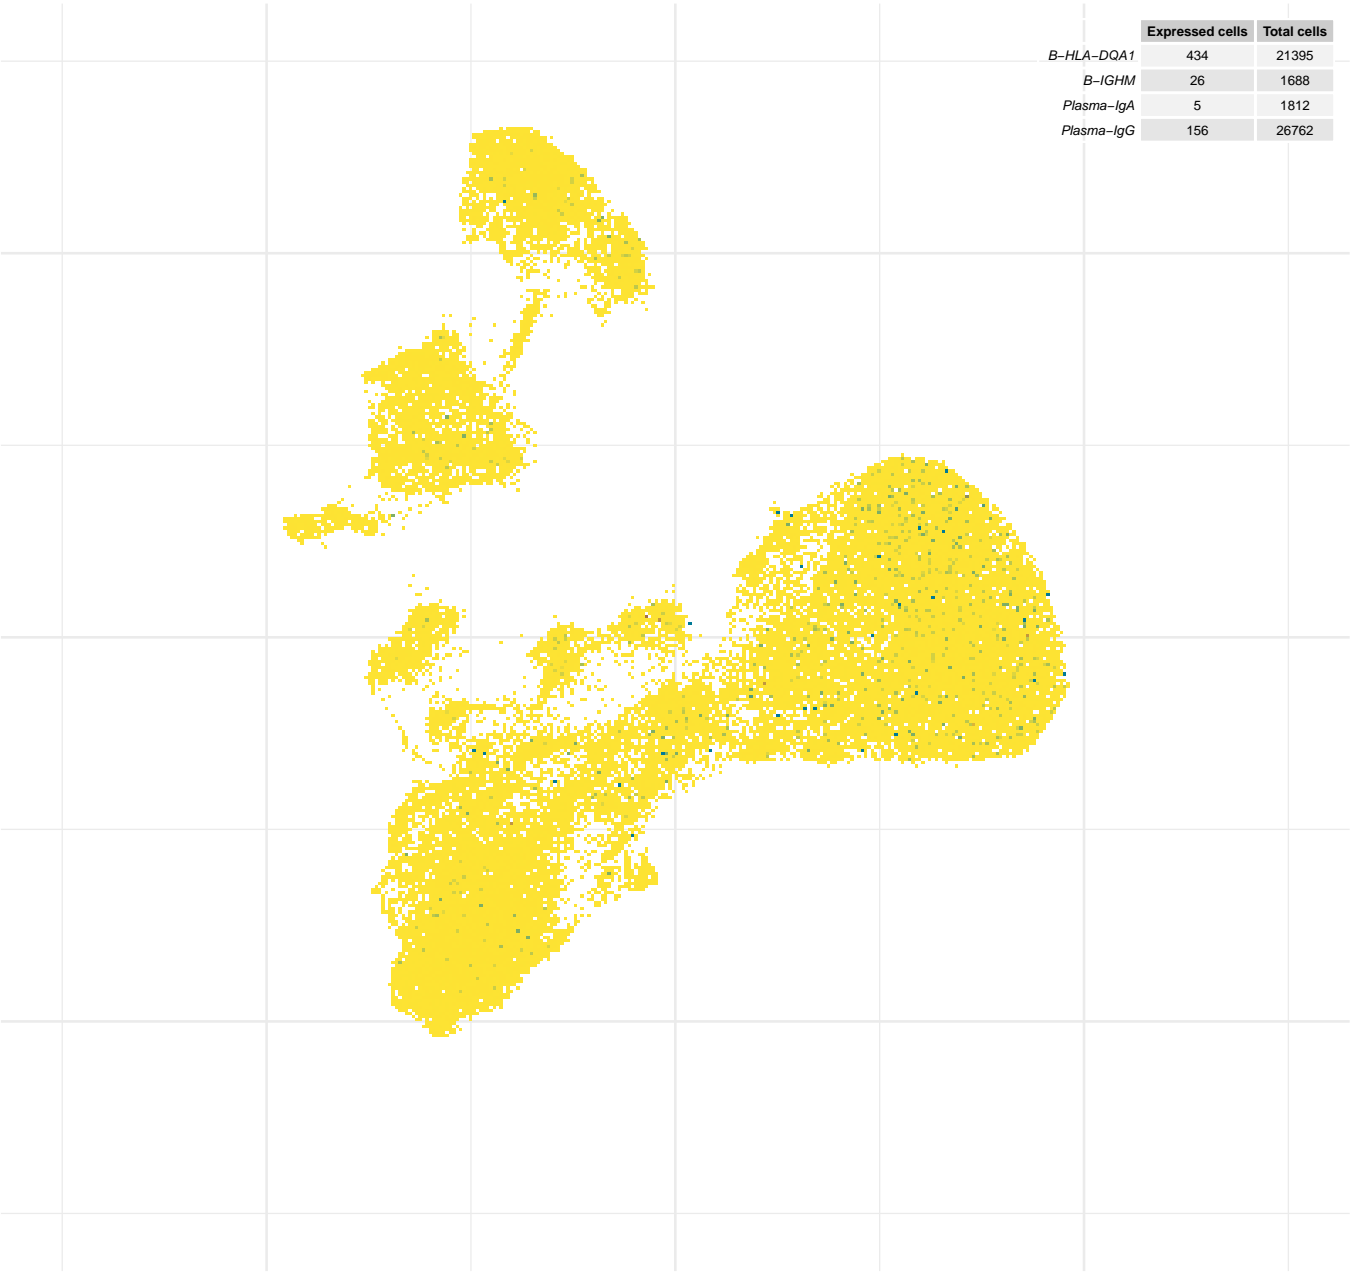 Expressed cells Total cells
B−HLA−DQA1 434 21395
B−IGHM 26 1688
Plasma−IgA 5 1812
Plasma−IgG 156 26762